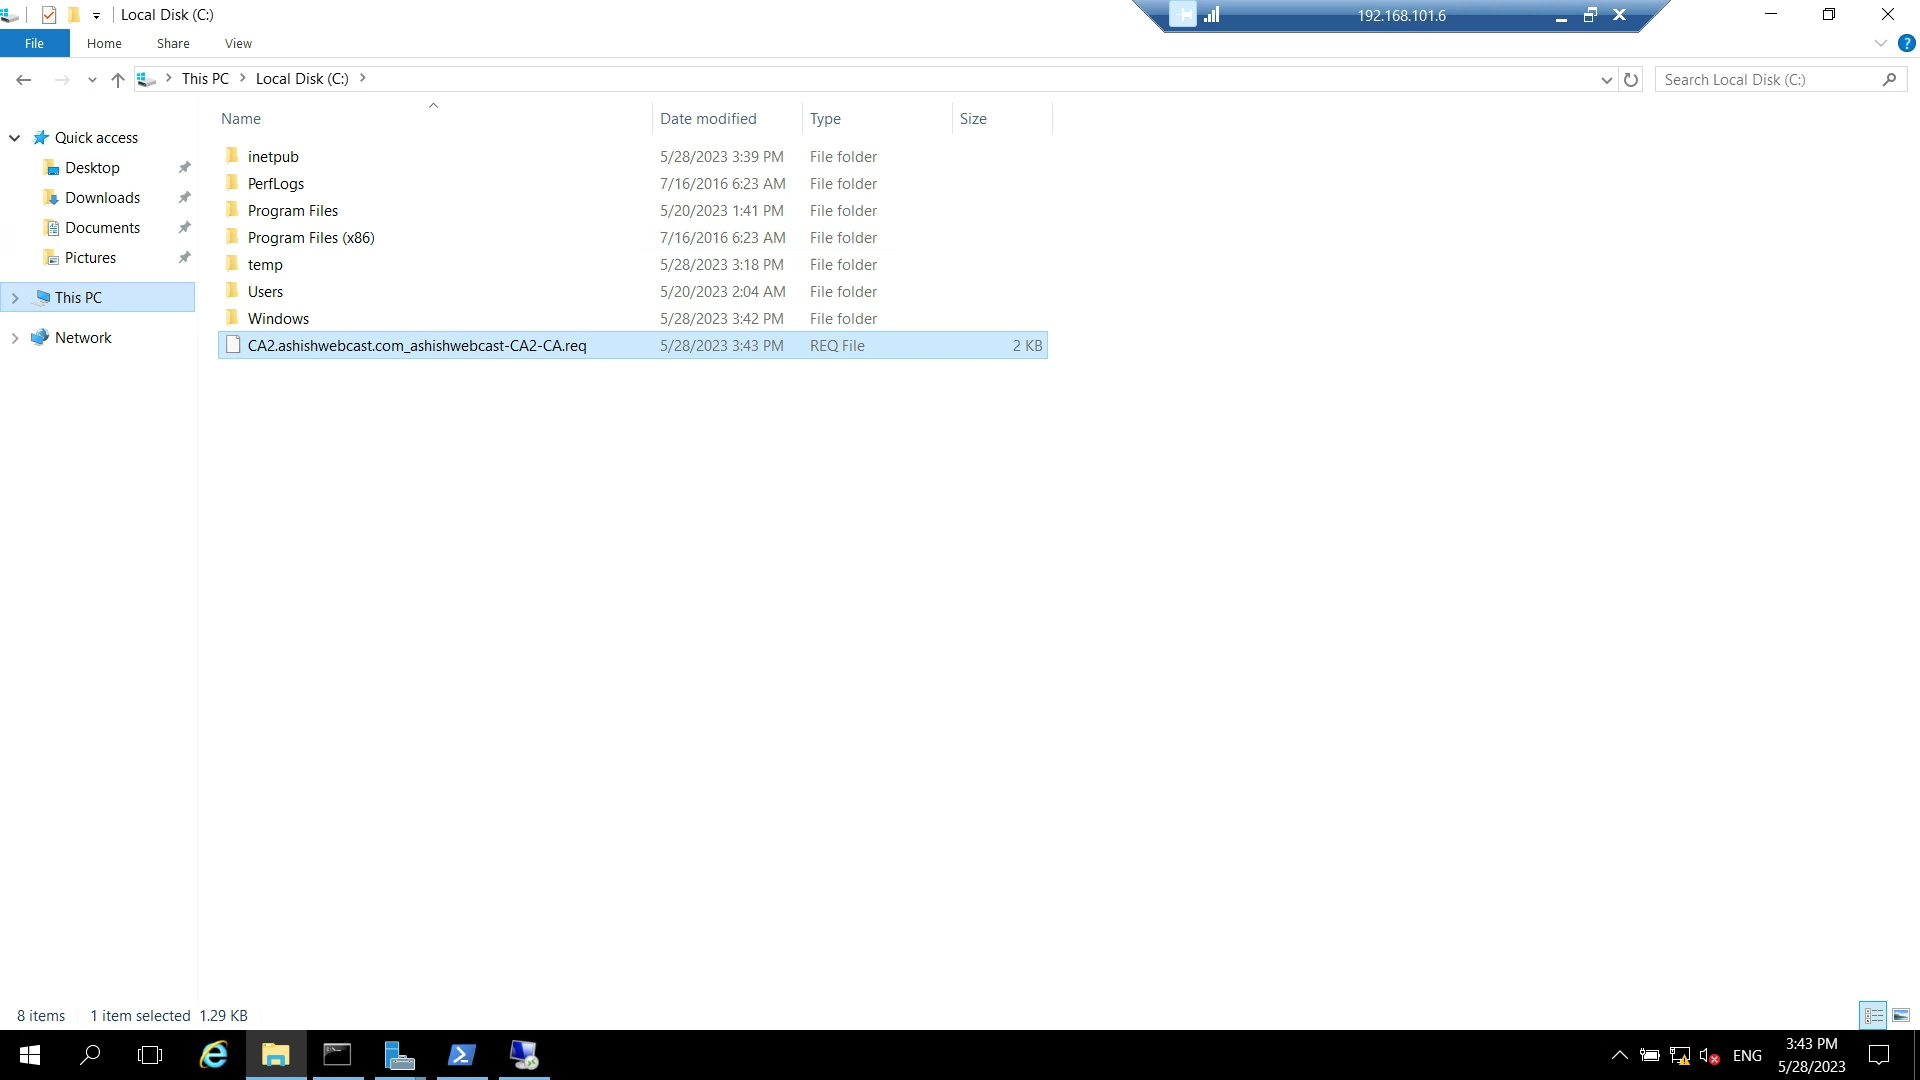 Local Disk (C:)
192.168.101.6
File Home Share View
This PC Local Disk (C:)
Search Local Disk (C:)
Name Date modified Type Size
Quick access
Desktop
Downloads
Documents
Pictures
This PC
Network
inetpub 5/28/2023 3:39 PM File folder
PerfLogs 7/16/2016 6:23 AM File folder
Program Files 5/20/2023 1:41 PM File folder
Program Files (x86) 7/16/2016 6:23 AM File folder
temp 5/28/2023 3:18 PM File folder
Users 5/20/2023 2:04 AM File folder
Windows 5/28/2023 3:42 PM File folder
CA2.ashishwebcast.com_ashishwebcast-CA2-CA.req 5/28/2023 3:43 PM REQ File 2 KB
8 items 1 item selected 1.29 KB
ENG
3:43 PM
5/28/2023